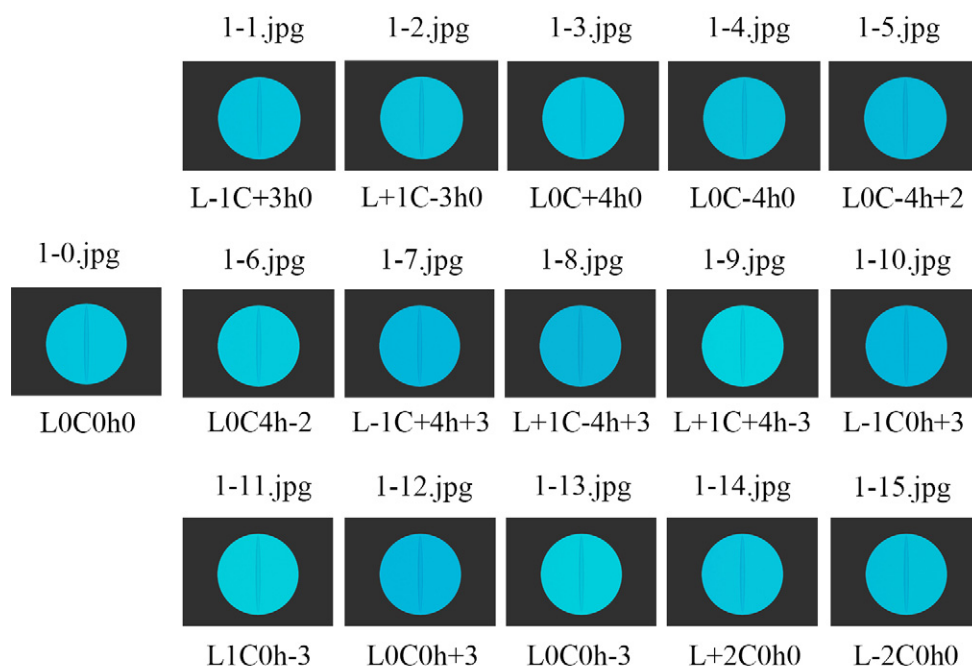 1-1.jpg 1-2.jpg 1-3.jpg 1-4.jpg 1-5.jpg
L-1C+3h0 L+1C-3h0 L0C+4h0 L0C-4h0 L0C-4h+2
1-0.jpg 1-6.jpg 1-7.jpg 1-8.jpg 1-9.jpg 1-10.jpg
L0C0h0 L0C4h-2 L-1C+4h+3 L+1C-4h+3 L+1C+4h-3 L-1C0h+3
1-11.jpg 1-12.jpg 1-13.jpg 1-14.jpg 1-15.jpg
L1C0h-3 L0C0h+3 L0C0h-3 L+2C0h0 L-2C0h0